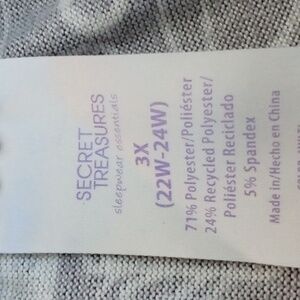 SECRET
TREASURES
sleepwear essentials
3X
(22W-24W)
71% Polyester/Poliéster
24% Recycled Polyester/
Poliéster Reciclado
5% Spandex
Made in/Hecho en China